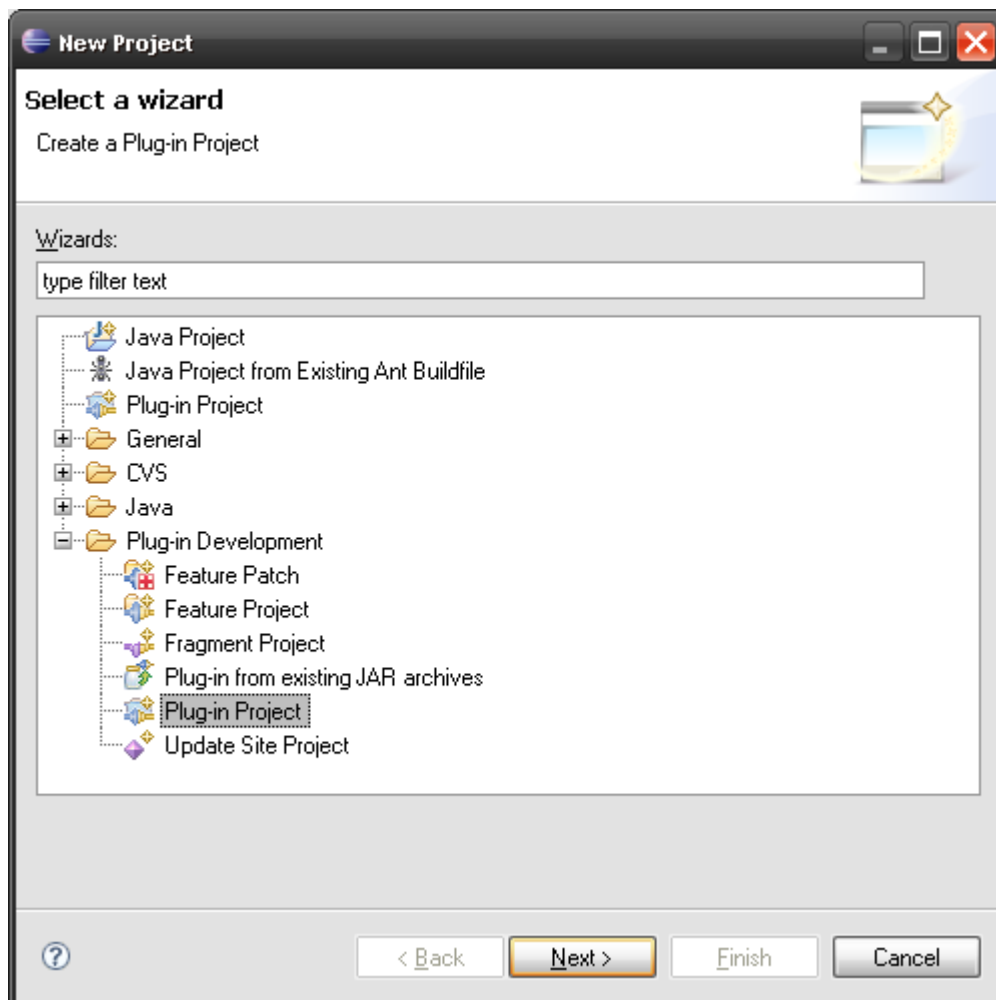 New Project
Select a wizard
Create a Plug-in Project
Wizards:
type filter text
Java Project
Java Project from Existing Ant Buildfile
Plug-in Project
General
CVS
Java
Plug-in Development
Feature Patch
Feature Project
Fragment Project
Plug-in from existing JAR archives
Plug-in Project
Update Site Project
? < Back Next > Finish Cancel